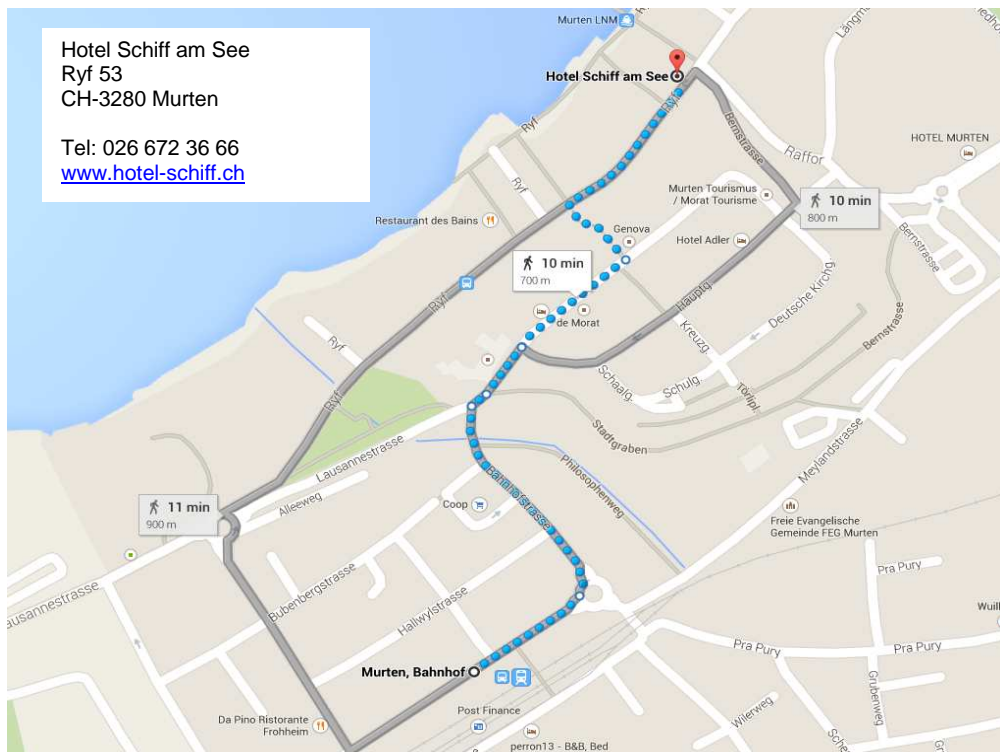 Hotel Schiff am See
Ryf 53
CH-3280 Murten
Tel: 026 672 36 66
www.hotel-schiff.ch
Murten LNM
Hotel Schiff am See
Ryf
Ryf
Ryf
Bernstrasse
Raffor
HOTEL MURTEN
Murten Tourismus
/ Morat Tourisme
10 min
800 m
Restaurant des Bains
Genova
Hotel Adler
Bernstrasse
10 min
700 m
Ryf
Hauptg
de Morat
Kreuzg
Deutsche Kirchg.
Bernstrasse
Ryf
Schaalg
Schulg
Törlipl.
Ryf
Stadtgraben
Meylandstrasse
Lausannestrasse
Philosophenweg
Bahnhofstrasse
11 min
900 m
Alleeweg
Coop
Freie Evangelische
Gemeinde FEG Murten
Lausannestrasse
Bubenbergstrasse
Hallwylstrasse
Pra Pury
Pra Pury
Murten, Bahnhof
Grubenweg
Wilerweg
Da Pino Ristorante
Frohheim
Post Finance
perron13 - B&B, Bed